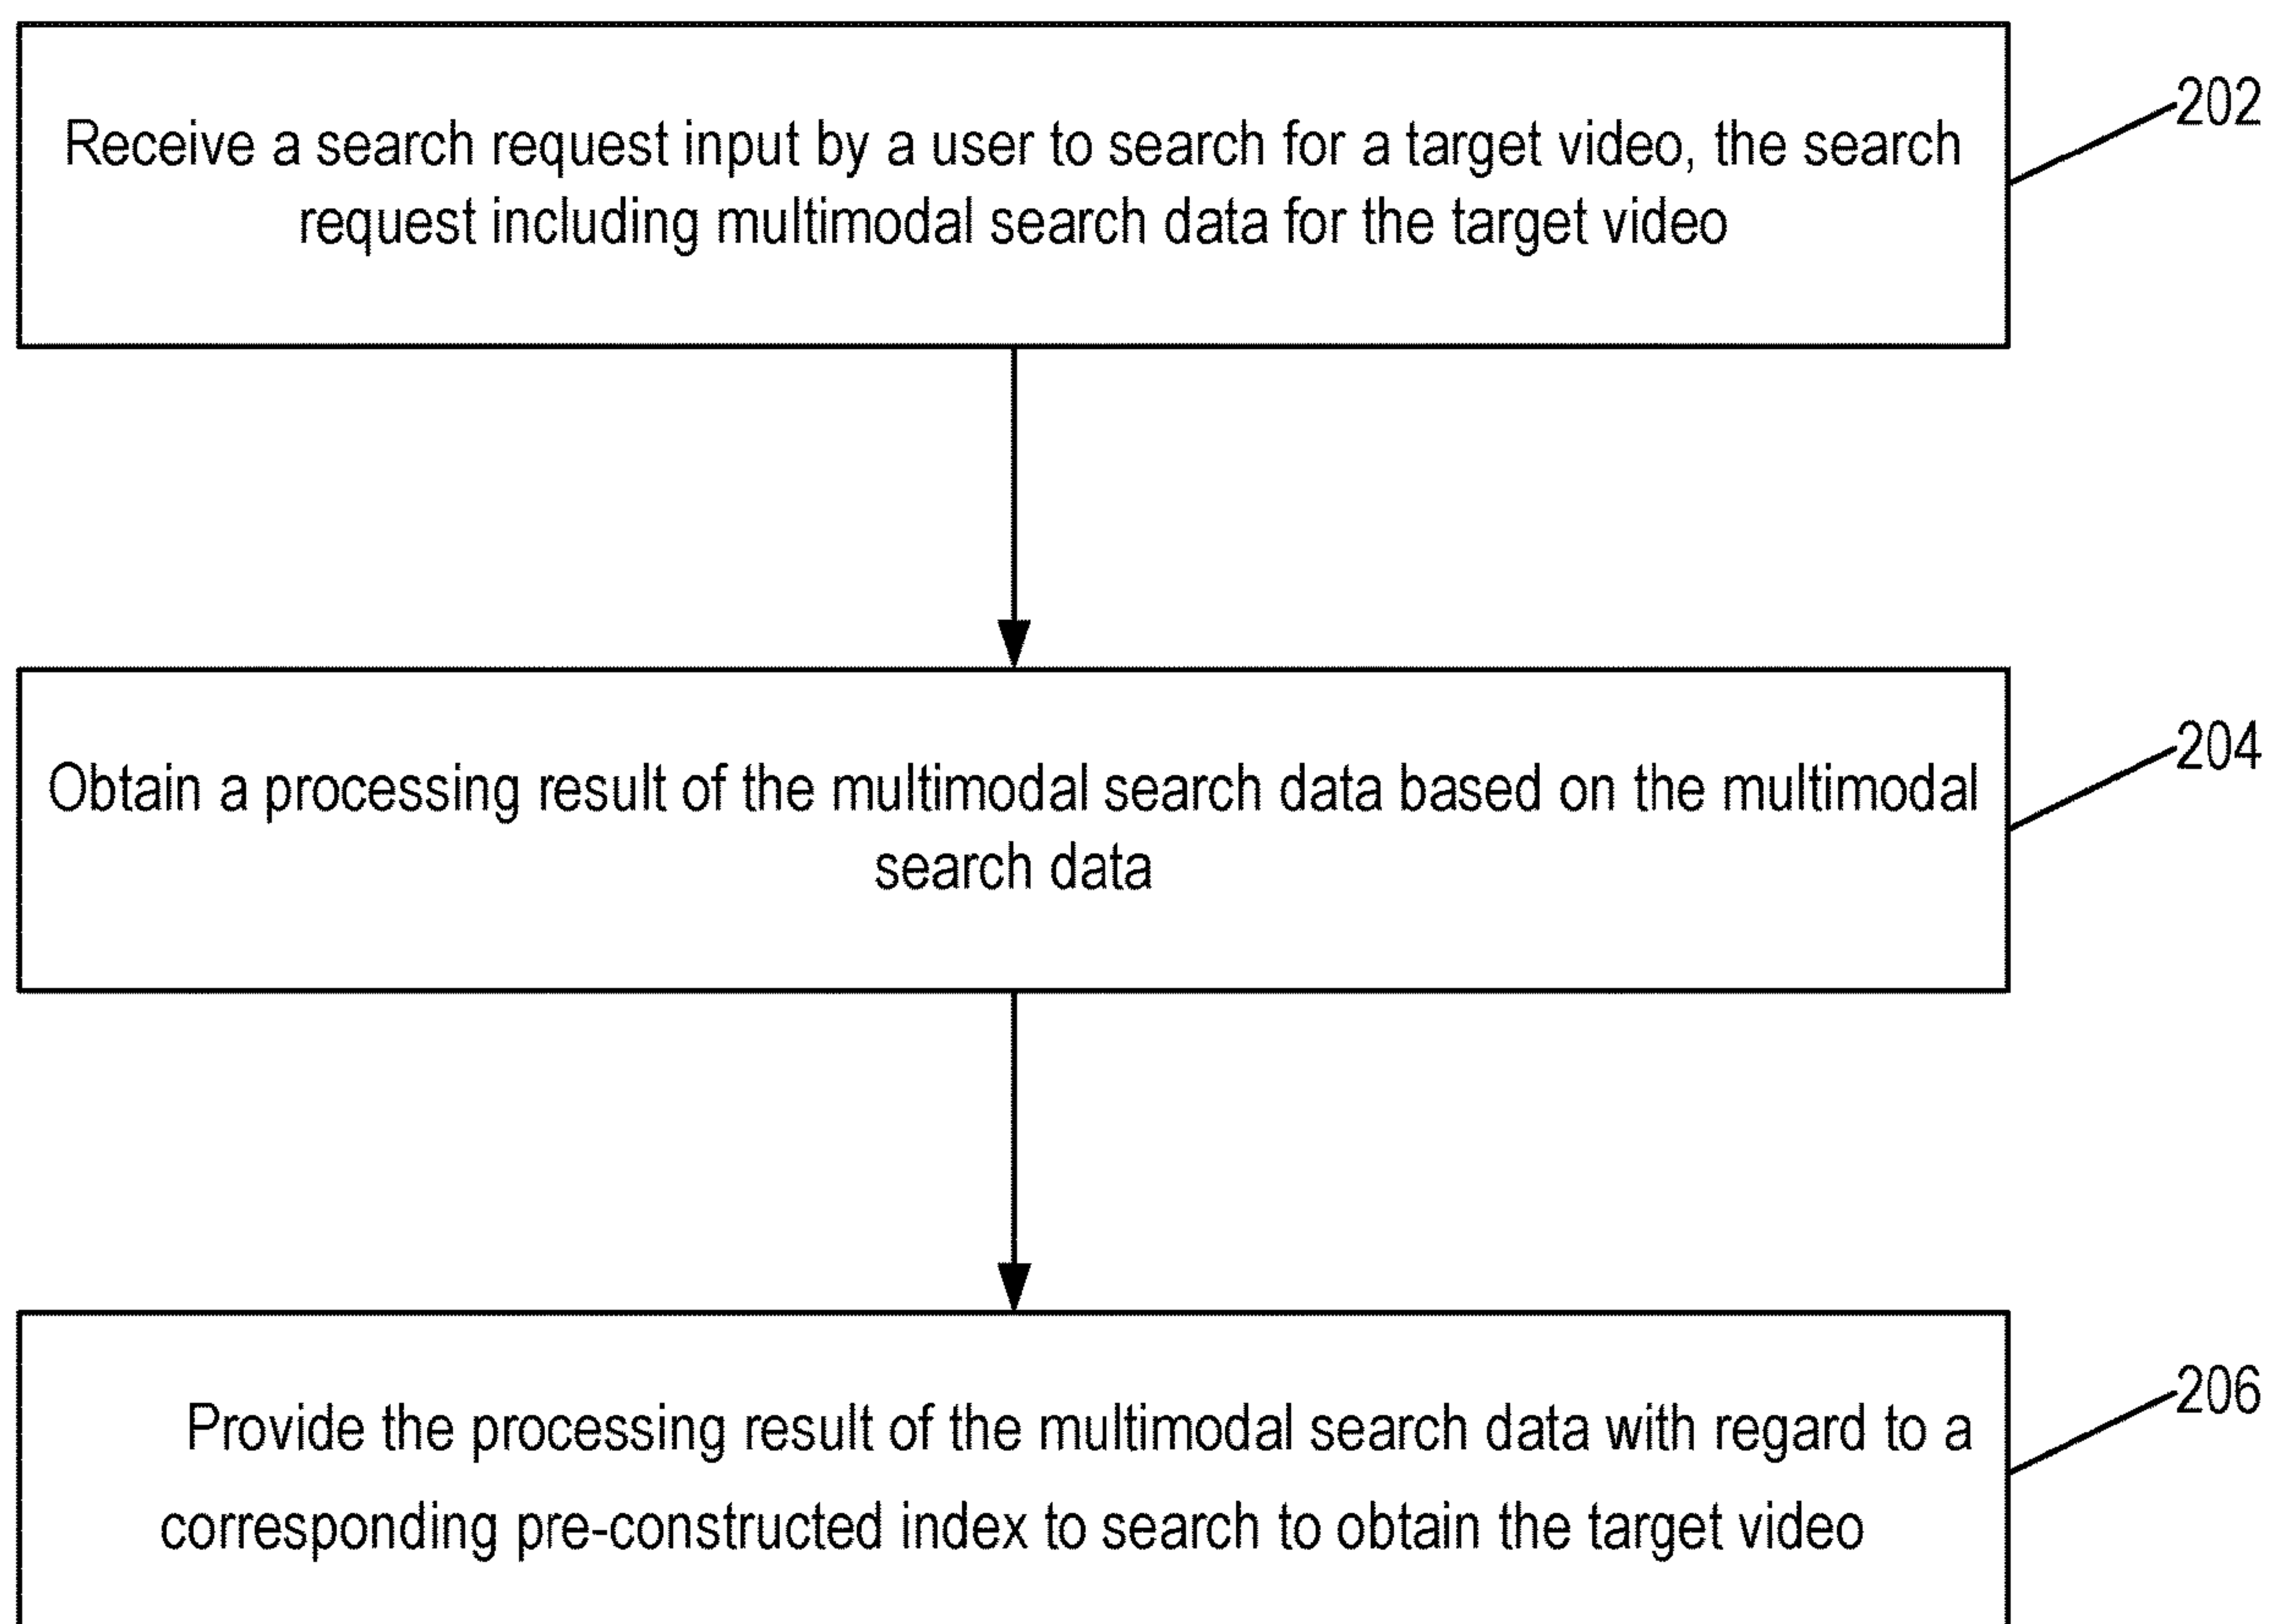 Receive a search request input by a user to search for a target video, the search
request including multimodal search data for the target video
202
Obtain a processing result of the multimodal search data based on the multimodal
search data
204
Provide the processing result of the multimodal search data with regard to a
corresponding pre-constructed index to search to obtain the target video
206